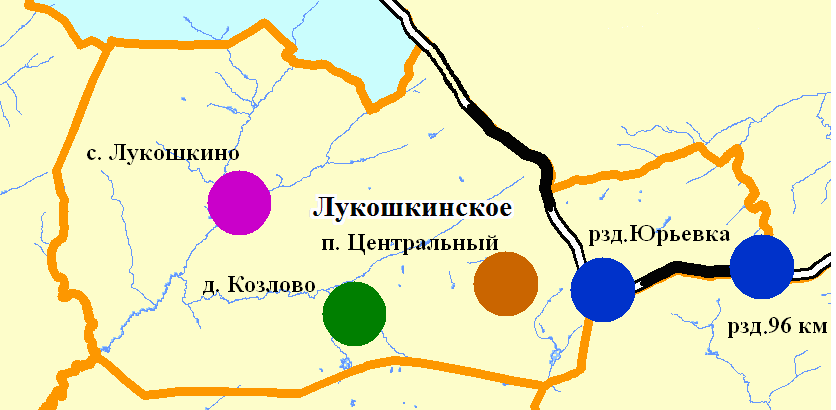 с. Лукошкино
Лукошкинское
п. Центральный
рзд.Юрьевка
д. Козлово
рзд.96 км